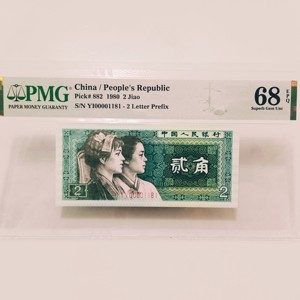 PMG
PAPER MONEY GUARANTY
China / People's Republic
Pick# 882 1980 2 Jiao
S/N YI00001181 - 2 Letter Prefix
68 EPQ
Superb Gem Unc
中国人民银行
贰角
2
2